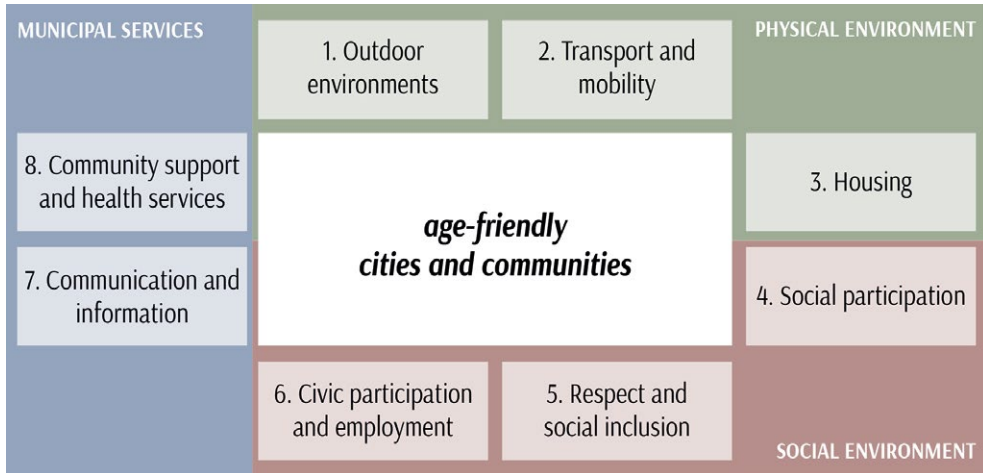 MUNICIPAL SERVICES
PHYSICAL ENVIRONMENT
1. Outdoor
environments
2. Transport and
mobility
8. Community support
and health services
3. Housing
age-friendly
cities and communities
7. Communication and
information
4. Social participation
6. Civic participation
and employment
5. Respect and
social inclusion
SOCIAL ENVIRONMENT